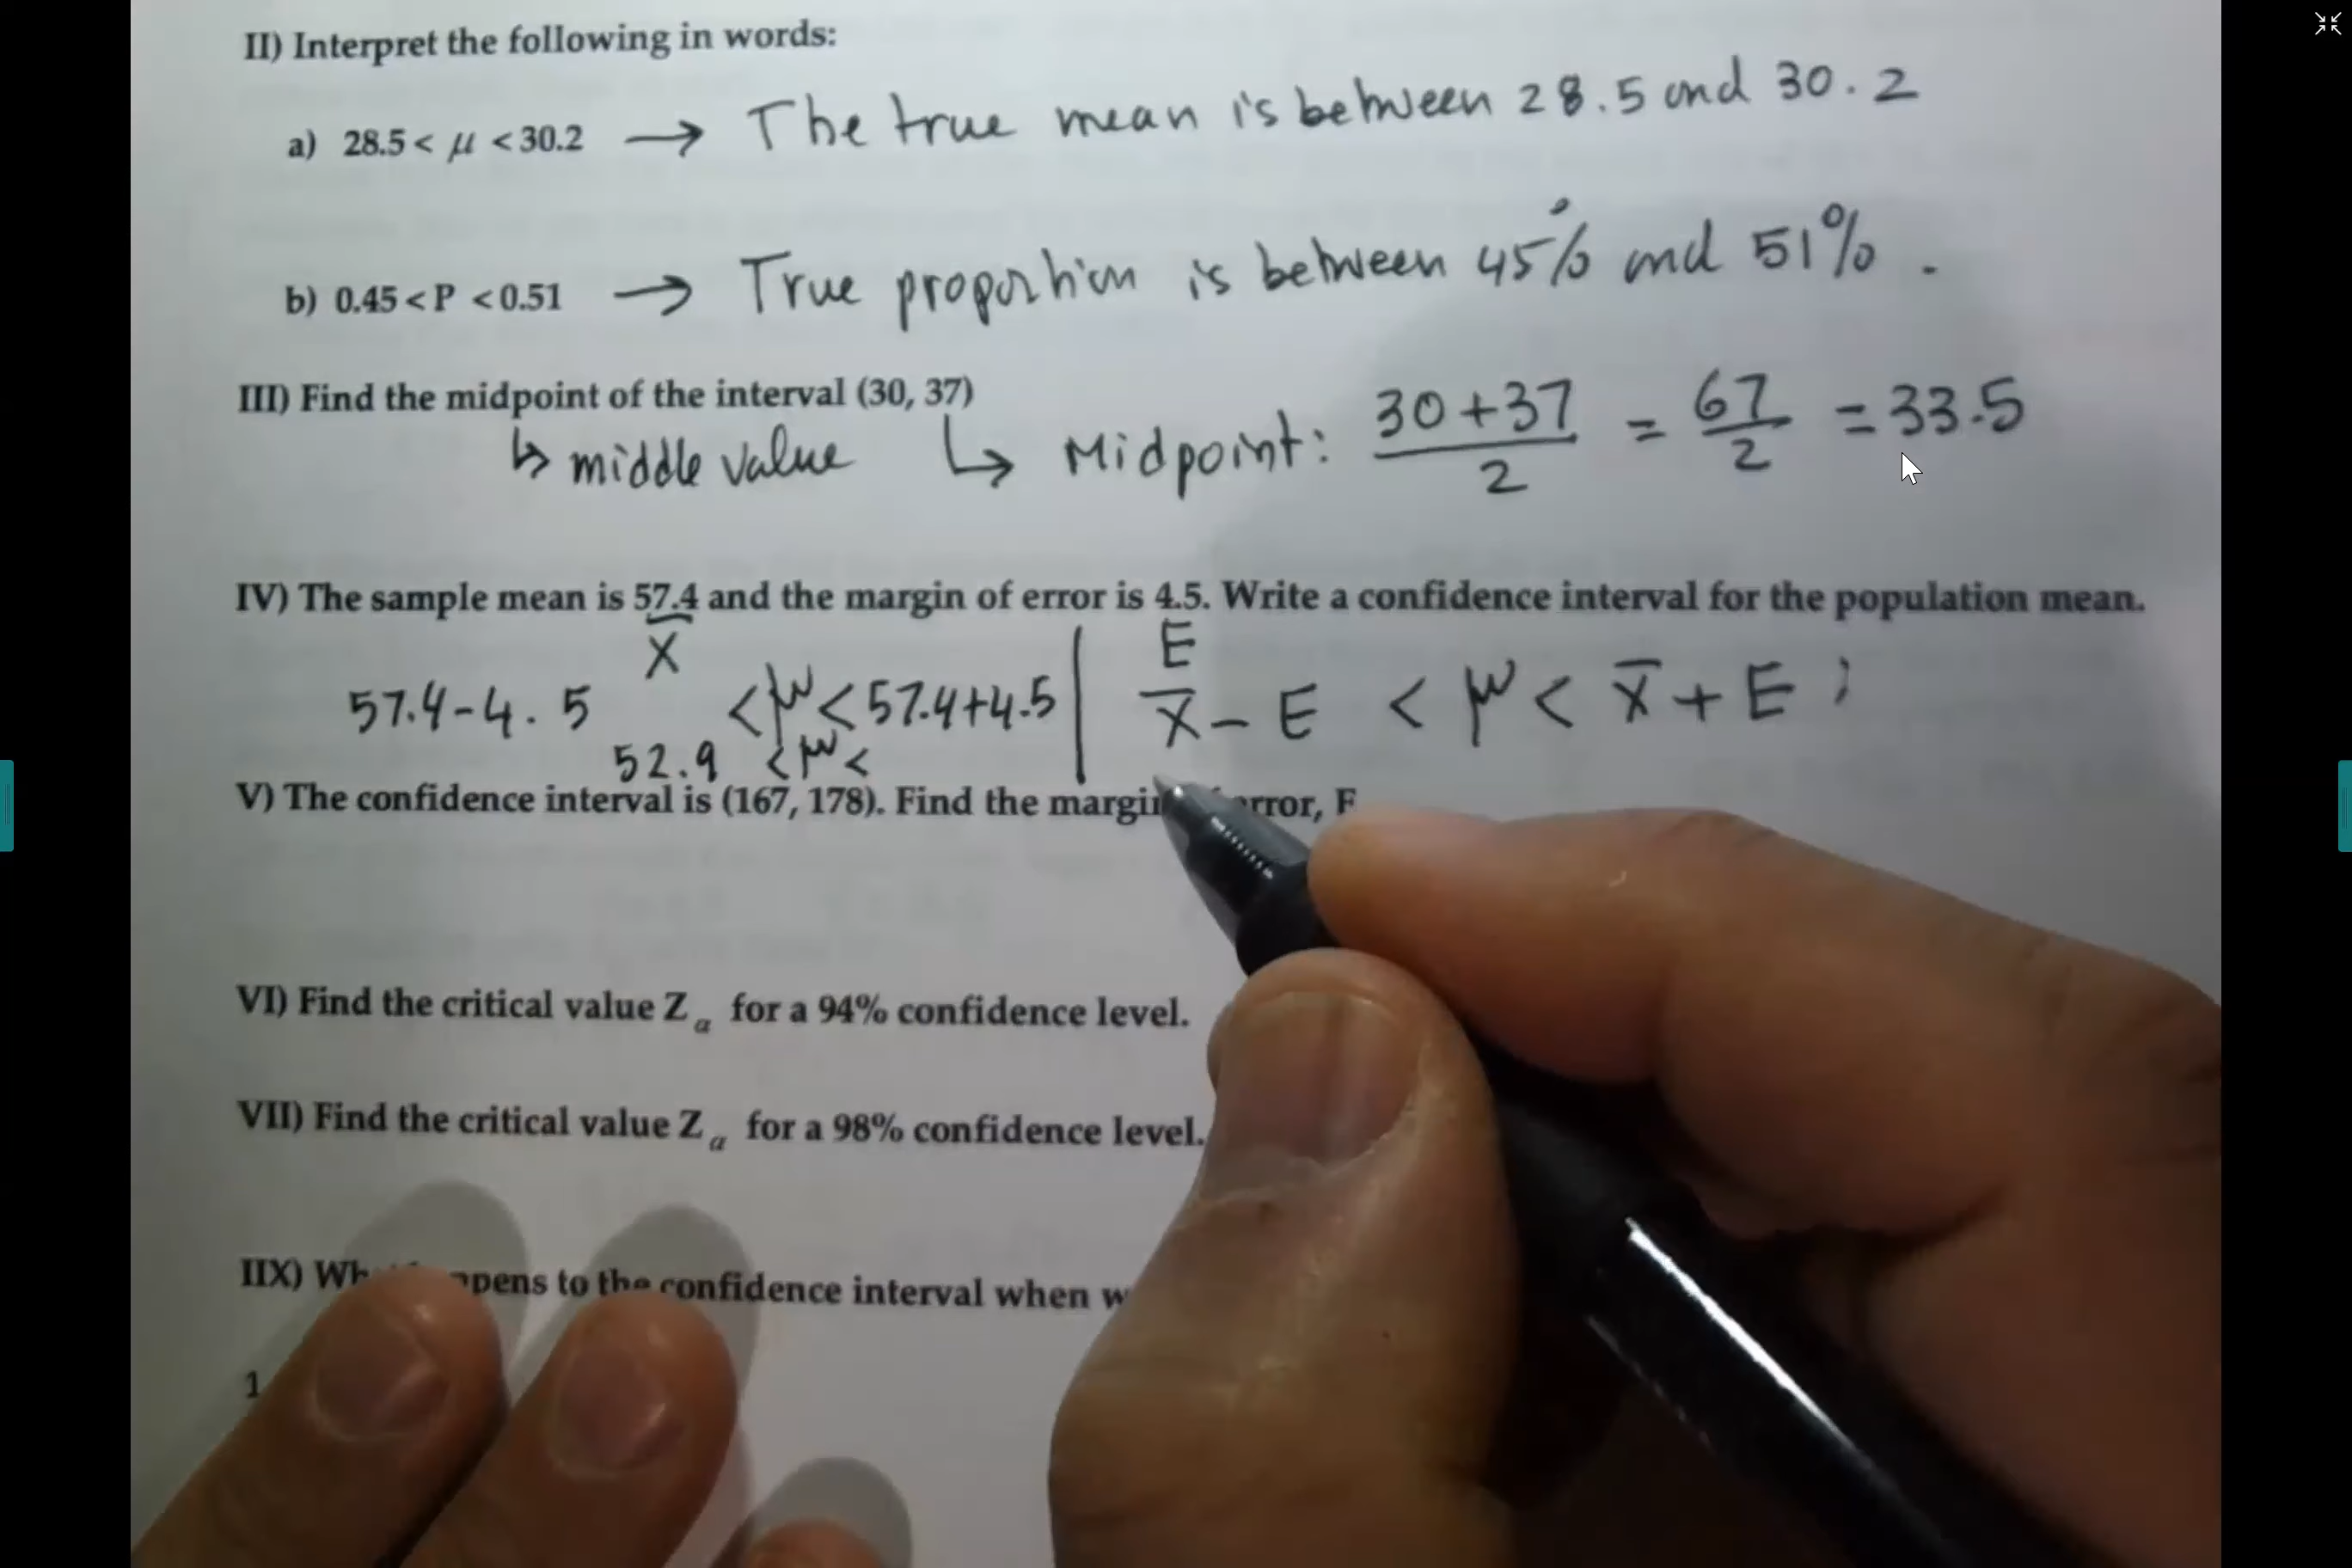 II) Interpret the following in words:
a) 28.5 < μ < 30.2 → The true mean is between 28.5 and 30.2
b) 0.45 < P < 0.51 → True proportion is between 45% and 51% .
III) Find the midpoint of the interval (30, 37)
↳ middle value ↳ Midpoint: 30+37/2 = 67/2 = 33.5
IV) The sample mean is 57.4 and the margin of error is 4.5. Write a confidence interval for the population mean.
x̄ E
57.4-4.5 < μ < 57.4+4.5 | x̄ - E < μ < x̄ + E ;
52.9 < μ <
V) The confidence interval is (167, 178). Find the margin error, E
VI) Find the critical value Z α for a 94% confidence level.
VII) Find the critical value Z α for a 98% confidence level.
IIX) to the confidence interval when
1